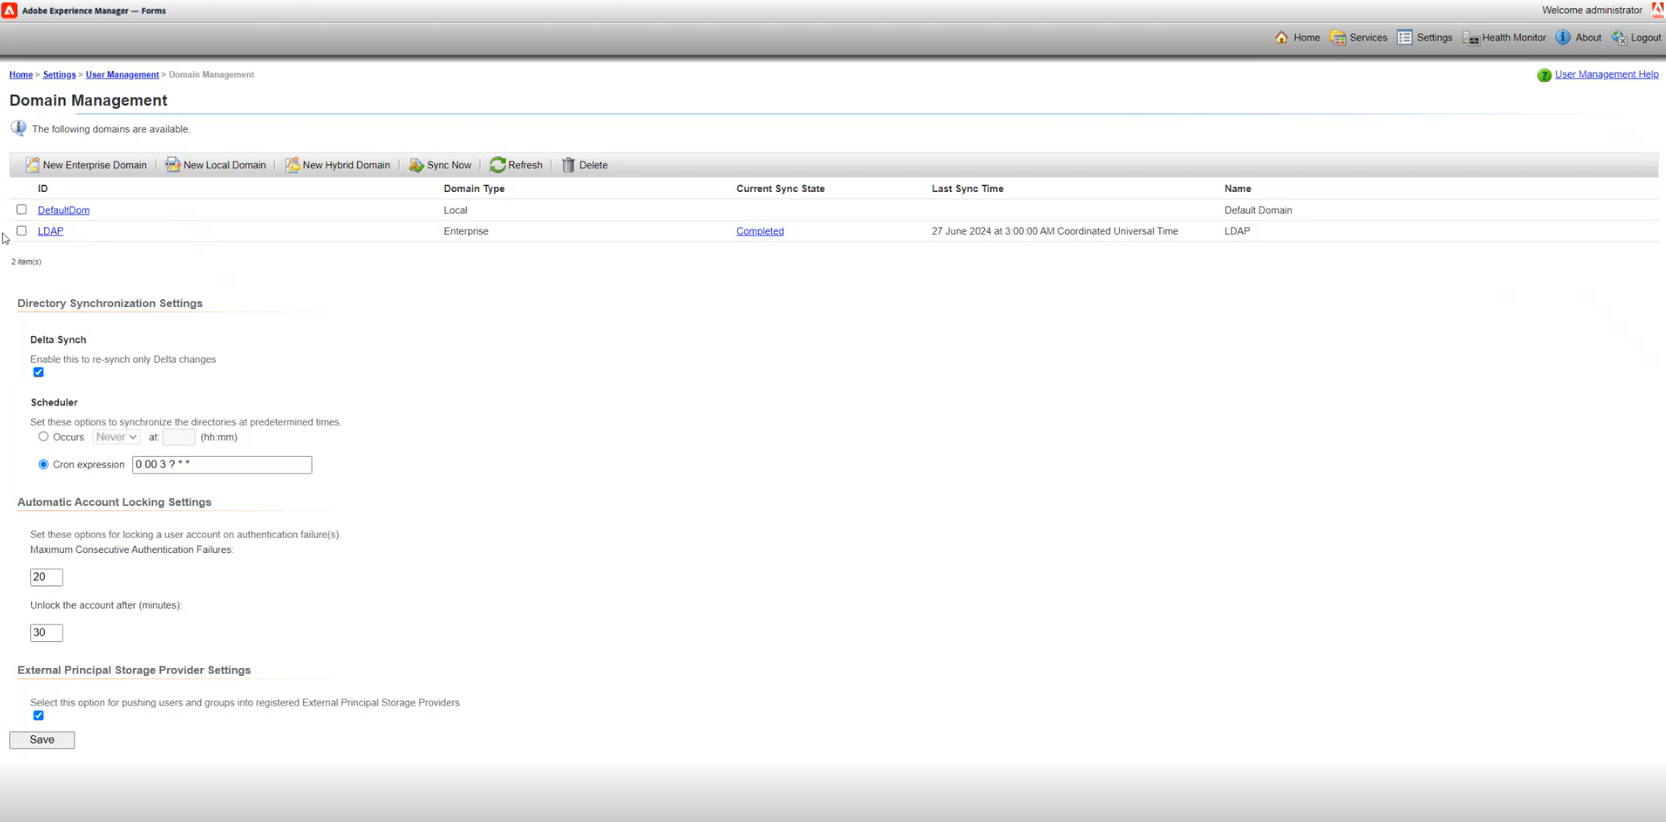 Adobe Experience Manager — Forms
Welcome administrator
Home Services Settings Health Monitor About Logout
Home > Settings > User Management > Domain Management
User Management Help
Domain Management
The following domains are available.
New Enterprise Domain New Local Domain New Hybrid Domain Sync Now Refresh Delete
ID Domain Type Current Sync State Last Sync Time Name
DefaultDom Local Default Domain
LDAP Enterprise Completed 27 June 2024 at 3:00:00 AM Coordinated Universal Time LDAP
2 item(s)
Directory Synchronization Settings
Delta Synch
Enable this to re-synch only Delta changes
Scheduler
Set these options to synchronize the directories at predetermined times.
Occurs Never at: (hh:mm)
Cron expression 0 00 3 ? * *
Automatic Account Locking Settings
Set these options for locking a user account on authentication failure(s).
Maximum Consecutive Authentication Failures:
20
Unlock the account after (minutes):
30
External Principal Storage Provider Settings
Select this option for pushing users and groups into registered External Principal Storage Providers
Save